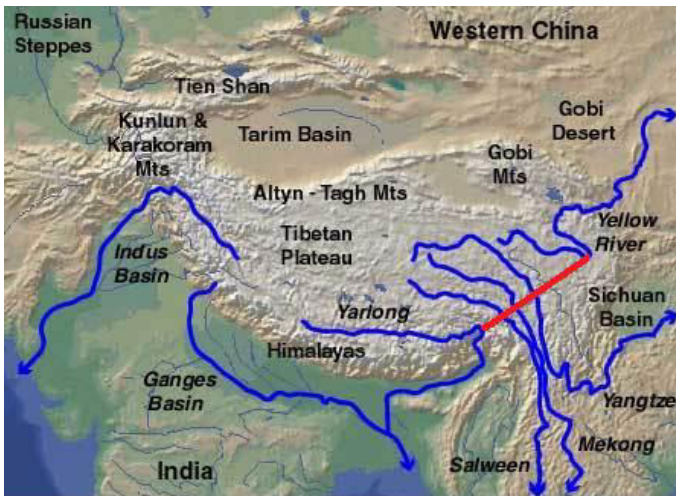 Russian
Steppes
Western China
Tien Shan
Kunlun &
Karakoram
Mts
Tarim Basin
Gobi
Desert
Gobi
Mts
Altyn - Tagh Mts
Yellow
River
Indus
Basin
Tibetan
Plateau
Sichuan
Basin
Yarlong
Himalayas
Ganges
Basin
Yangtze
Mekong
Salween
India